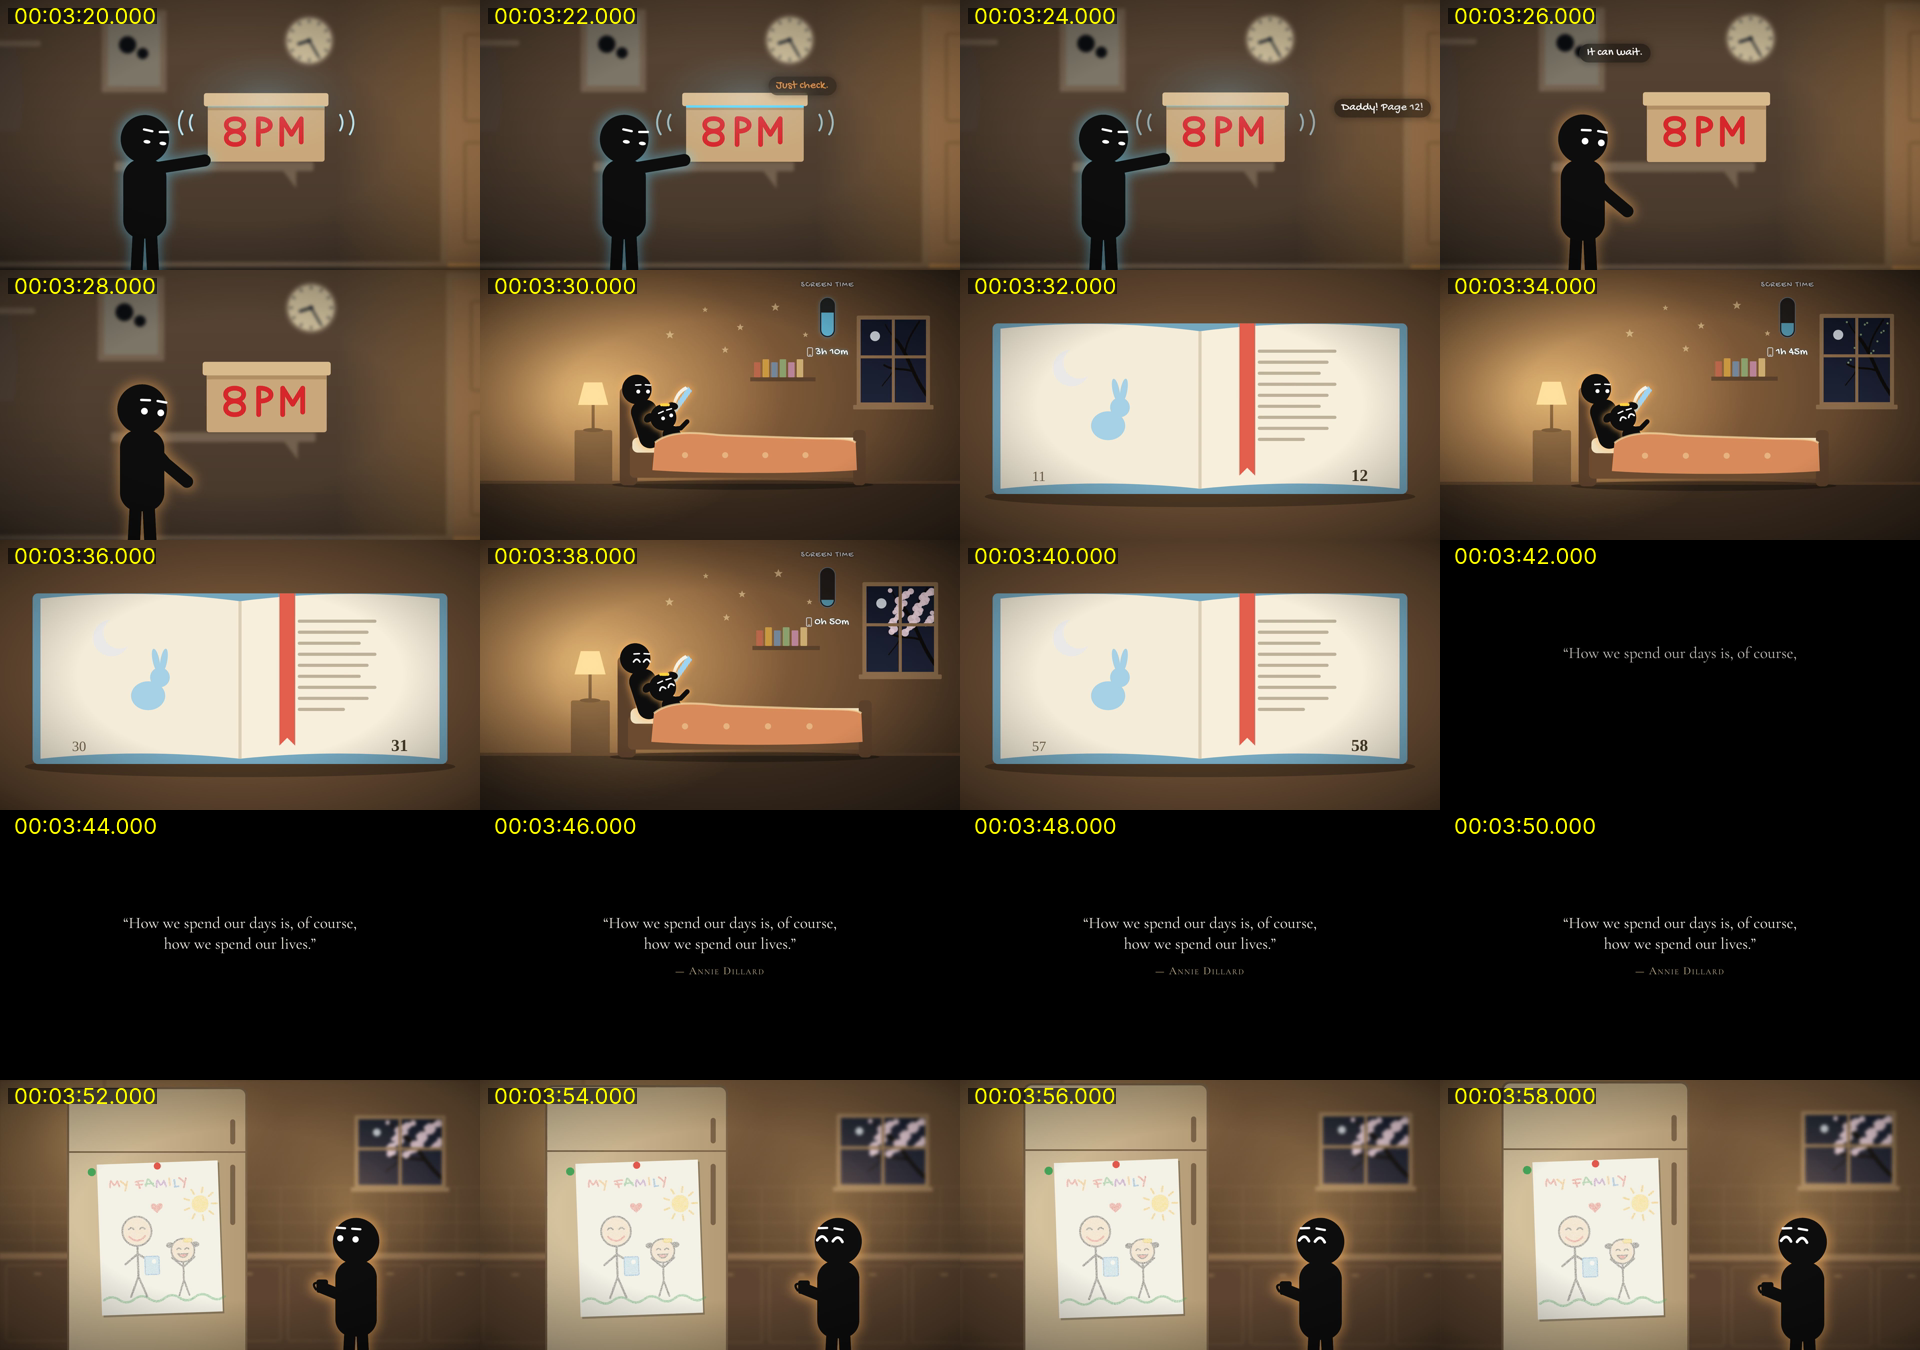 00:03:20.000
8PM
00:03:22.000
Just check.
8PM
00:03:24.000
Daddy! Page 12!
8PM
00:03:26.000
It can wait.
8PM
00:03:28.000
8PM
00:03:30.000
SCREEN TIME
3h 10m
00:03:32.000
11
12
00:03:34.000
SCREEN TIME
1h 45m
00:03:36.000
30
31
00:03:38.000
SCREEN TIME
0h 50m
00:03:40.000
57
58
00:03:42.000
“How we spend our days is, of course,
00:03:44.000
“How we spend our days is, of course,
how we spend our lives.”
00:03:46.000
“How we spend our days is, of course,
how we spend our lives.”
— Annie Dillard
00:03:48.000
“How we spend our days is, of course,
how we spend our lives.”
— Annie Dillard
00:03:50.000
“How we spend our days is, of course,
how we spend our lives.”
— Annie Dillard
00:03:52.000
MY FAMILY
00:03:54.000
MY FAMILY
00:03:56.000
MY FAMILY
00:03:58.000
MY FAMILY